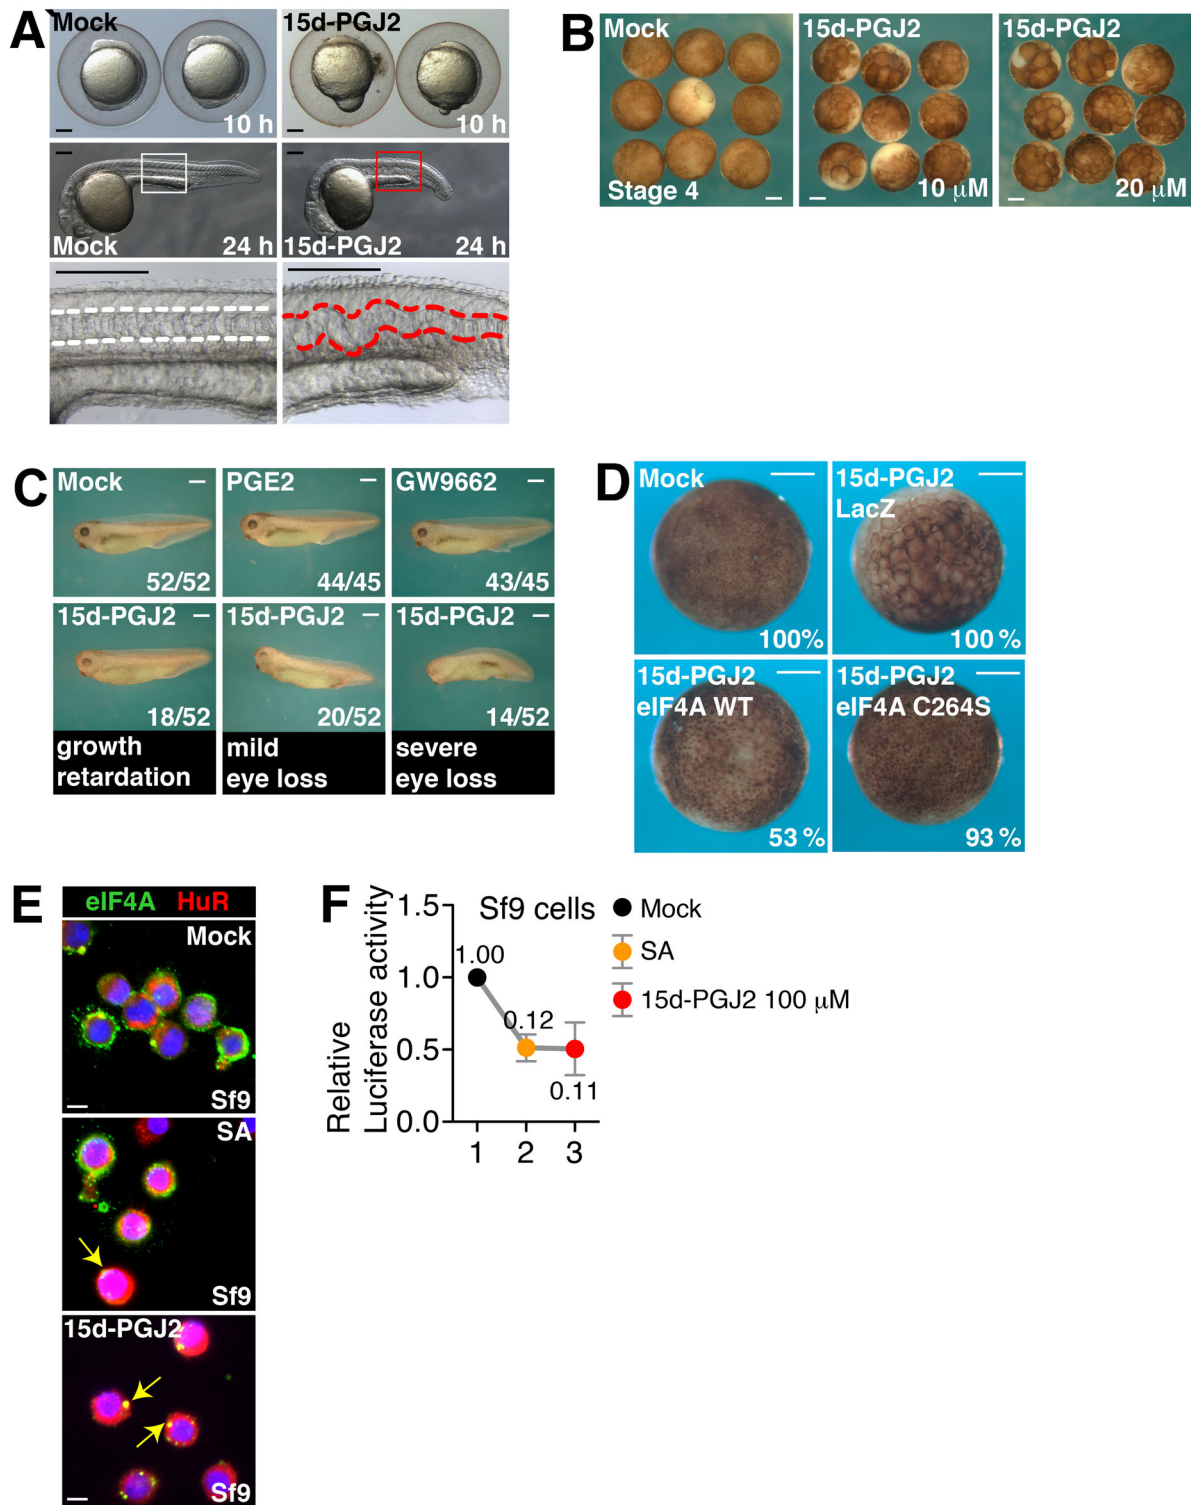 A
Mock
10 h
15d-PGJ2
10 h
Mock
24 h
15d-PGJ2
24 h
B
Mock
Stage 4
15d-PGJ2
10 μM
15d-PGJ2
20 μM
C
Mock
52/52
PGE2
44/45
GW9662
43/45
15d-PGJ2
18/52
growth
retardation
15d-PGJ2
20/52
mild
eye loss
15d-PGJ2
14/52
severe
eye loss
D
Mock
100%
15d-PGJ2
LacZ
100 %
15d-PGJ2
eIF4A WT
53 %
15d-PGJ2
eIF4A C264S
93 %
E
eIF4A HuR
Mock
Sf9
SA
Sf9
15d-PGJ2
Sf9
F
Relative
Luciferase activity
1.5
1.0
0.5
0.0
Sf9 cells
1.00
0.12
0.11
1 2 3
Mock
SA
15d-PGJ2 100 μM